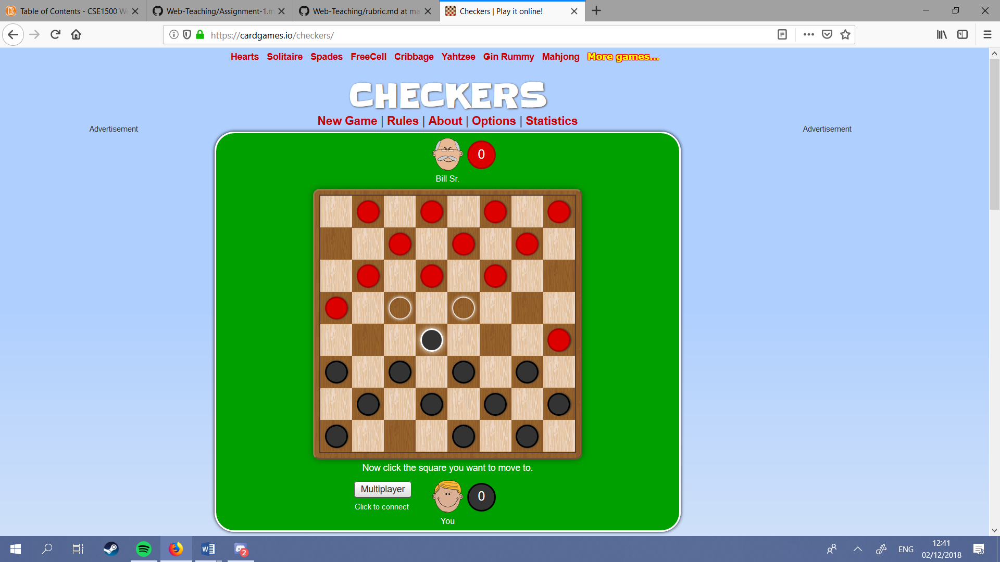 Table of Contents - CSE1500 We
Web-Teaching/Assignment-1.m
Web-Teaching/rubric.md at ma
Checkers | Play it online!
https://cardgames.io/checkers/
Hearts Solitaire Spades FreeCell Cribbage Yahtzee Gin Rummy Mahjong More games...
CHECKERS
New Game | Rules | About | Options | Statistics
Advertisement
Advertisement
0
Bill Sr.
Now click the square you want to move to.
Multiplayer
Click to connect
0
You
2
ENG
12:41
02/12/2018